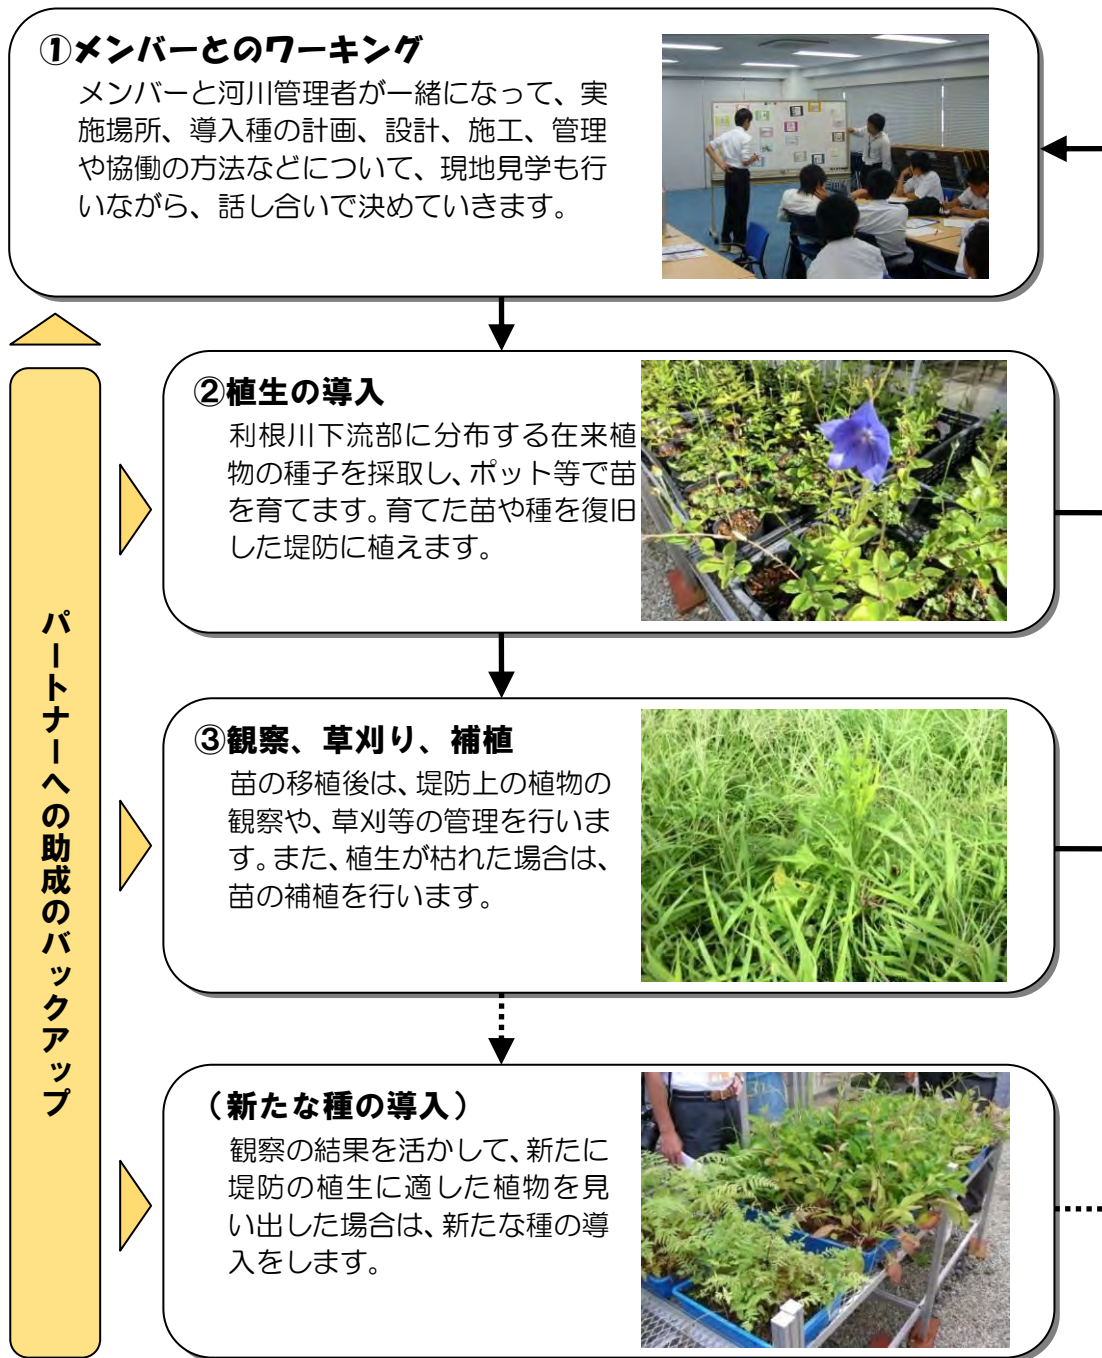 ①メンバーとのワーキング
メンバーと河川管理者が一緒になって、実
施場所、導入種の計画、設計、施工、管理
や協働の方法などについて、現地見学も行
いながら、話し合いで決めていきます。
②植生の導入
利根川下流部に分布する在来植
物の種子を採取し、ポット等で苗
を育てます。育てた苗や種を復旧
した堤防に植えます。
③観察、草刈り、補植
苗の移植後は、堤防上の植物の
観察や、草刈等の管理を行いま
す。また、植生が枯れた場合は、
苗の補植を行います。
（新たな種の導入）
観察の結果を活かして、新たに
堤防の植生に適した植物を見
い出した場合は、新たな種の導
入をします。
パートナーへの助成のバックアップ